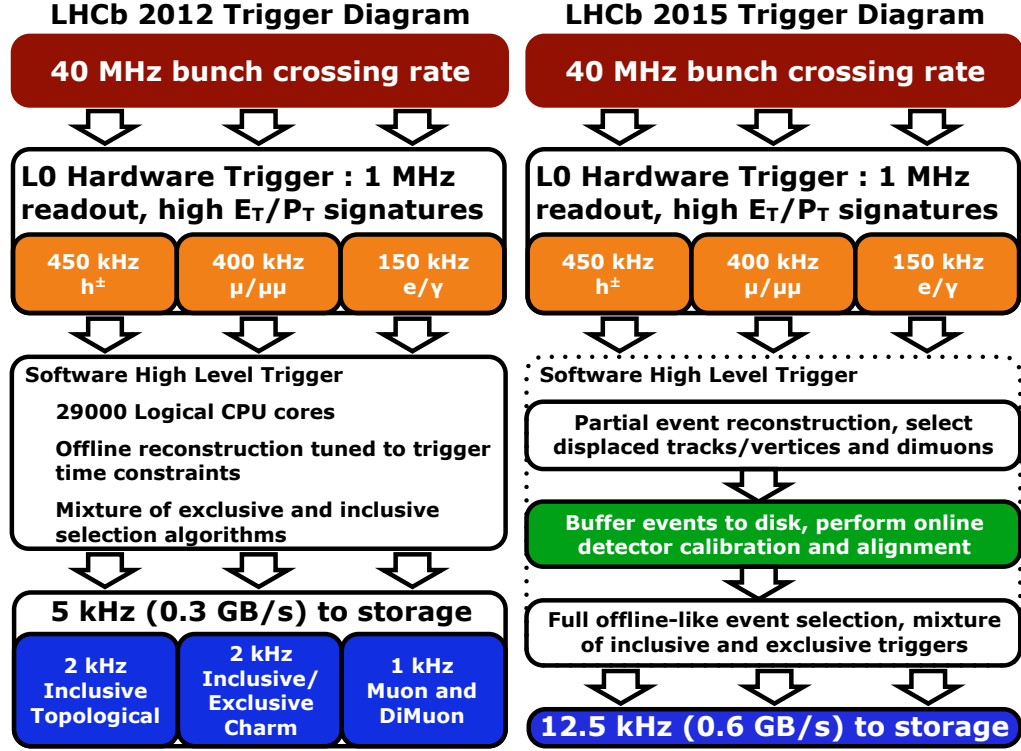 LHCb 2012 Trigger Diagram
40 MHz bunch crossing rate
L0 Hardware Trigger : 1 MHz
readout, high E_T/P_T signatures
450 kHz
h±
400 kHz
μ/μμ
150 kHz
e/γ
Software High Level Trigger
29000 Logical CPU cores
Offline reconstruction tuned to trigger
time constraints
Mixture of exclusive and inclusive
selection algorithms
5 kHz (0.3 GB/s) to storage
2 kHz
Inclusive
Topological
2 kHz
Inclusive/
Exclusive
Charm
1 kHz
Muon and
DiMuon
LHCb 2015 Trigger Diagram
40 MHz bunch crossing rate
L0 Hardware Trigger : 1 MHz
readout, high E_T/P_T signatures
450 kHz
h±
400 kHz
μ/μμ
150 kHz
e/γ
Software High Level Trigger
Partial event reconstruction, select
displaced tracks/vertices and dimuons
Buffer events to disk, perform online
detector calibration and alignment
Full offline-like event selection, mixture
of inclusive and exclusive triggers
12.5 kHz (0.6 GB/s) to storage